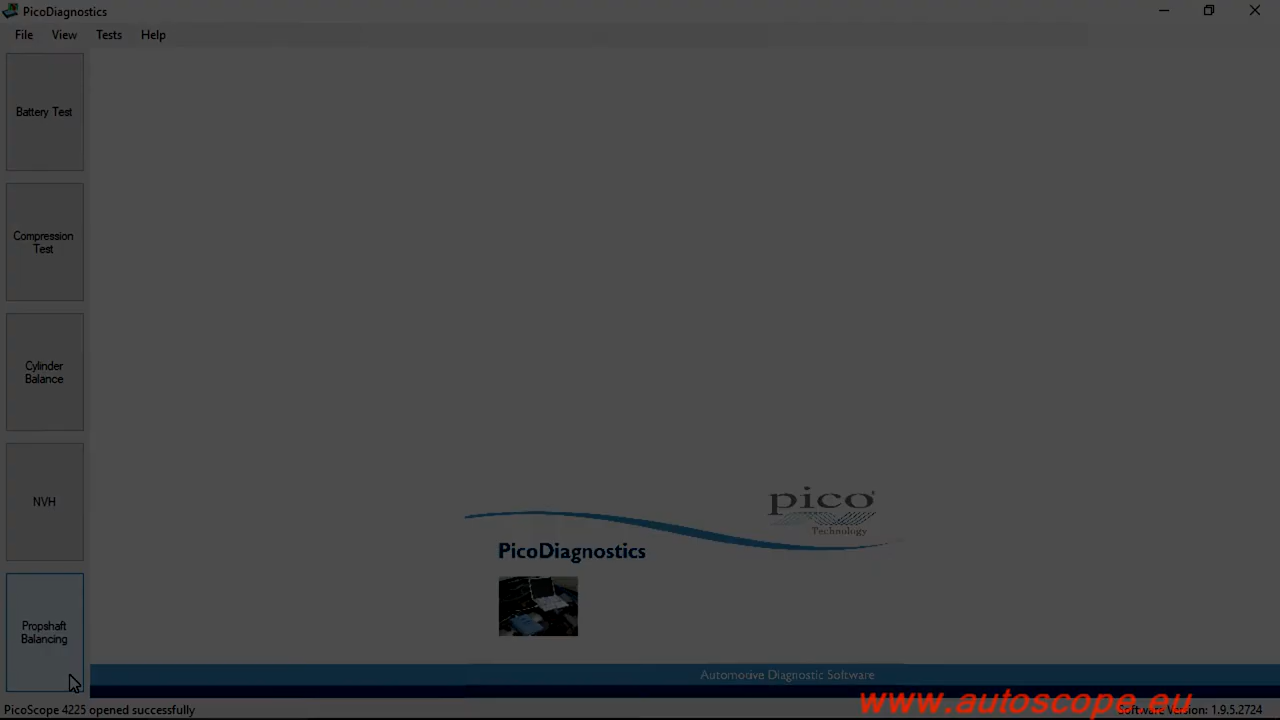 PicoDiagnostics
File View Tests Help
Battery Test
Compression
Test
Cylinder
Balance
NVH
Propshaft
Balancing
pico
Technology
PicoDiagnostics
Automotive Diagnostic Software
www.autoscope.eu
PicoScope 4225 opened successfully
Software Version: 1.9.5.2724